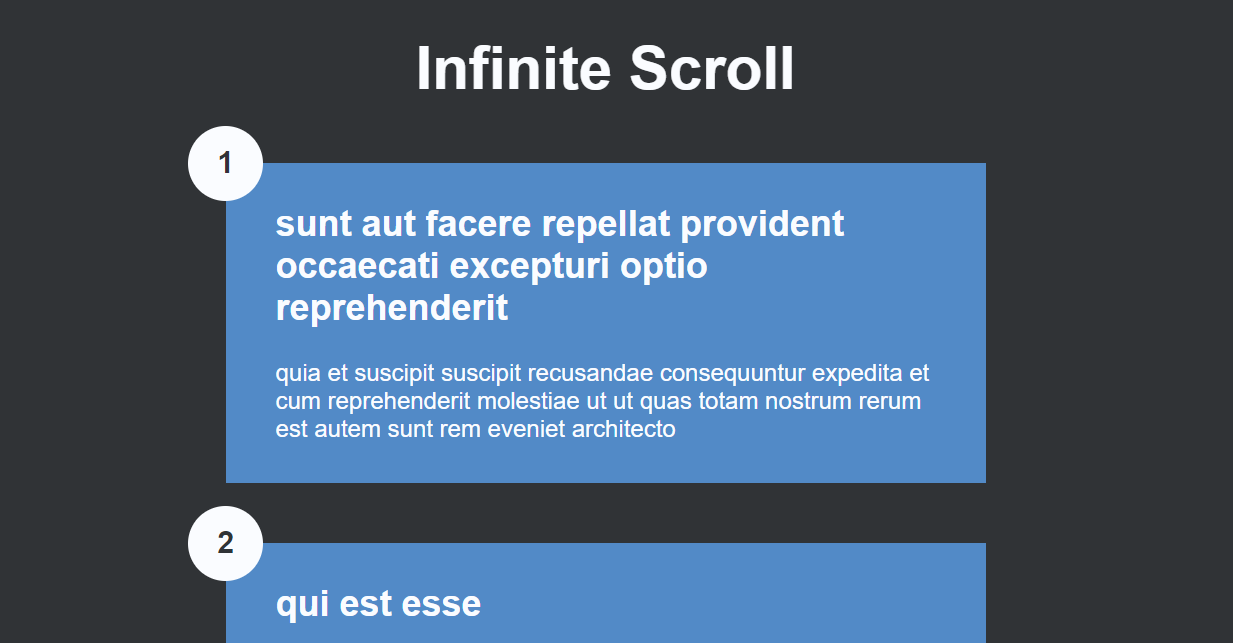 Infinite Scroll
1
sunt aut facere repellat provident
occaecati excepturi optio
reprehenderit
quia et suscipit suscipit recusandae consequuntur expedita et
cum reprehenderit molestiae ut ut quas totam nostrum rerum
est autem sunt rem eveniet architecto
2
qui est esse